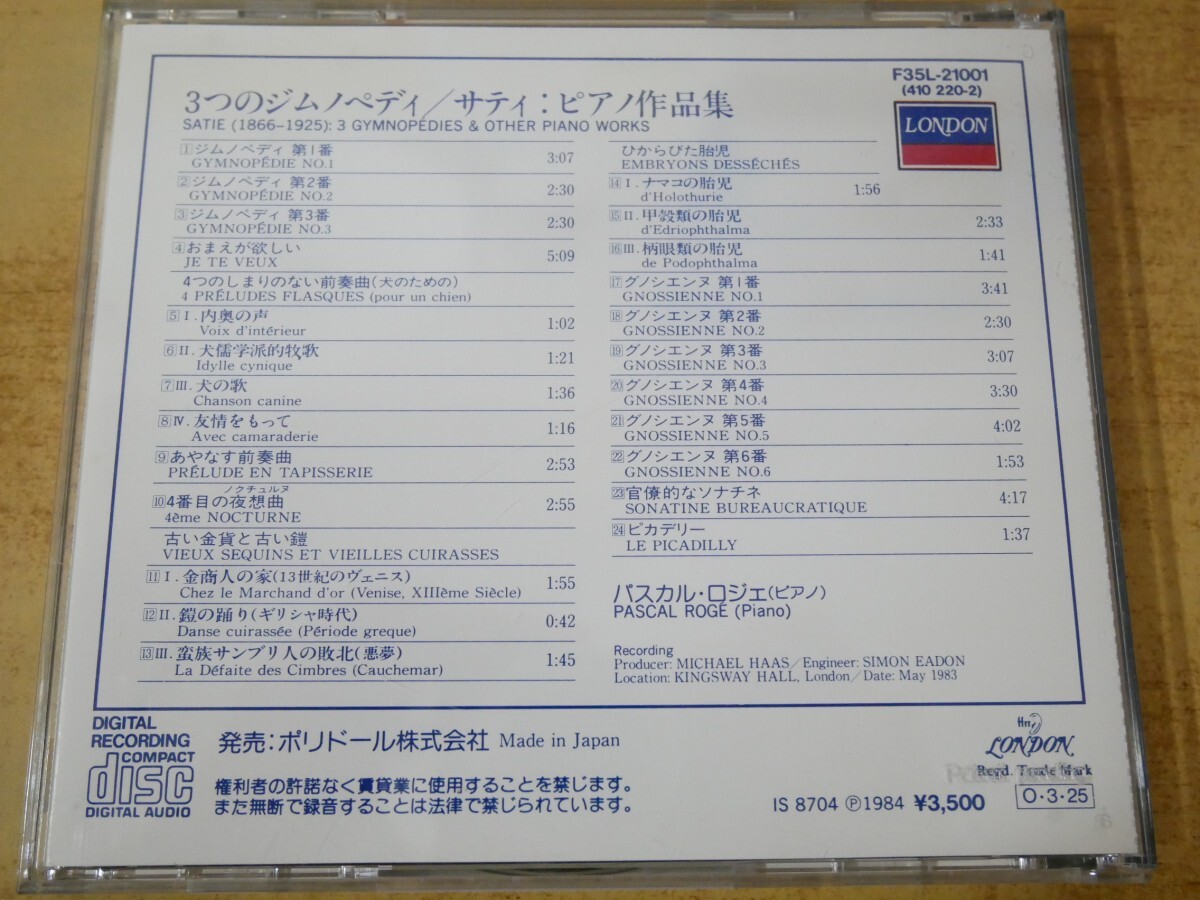 F35L-21001
(410 220-2)
LONDON
3つのジムノペディ/サティ:ピアノ作品集
SATIE (1866-1925): 3 GYMNOPÉDIES & OTHER PIANO WORKS
1 ジムノペディ 第1番
GYMNOPÉDIE NO.1 3:07
2 ジムノペディ 第2番
GYMNOPÉDIE NO.2 2:30
3 ジムノペディ 第3番
GYMNOPÉDIE NO.3 2:30
4 おまえが欲しい
JE TE VEUX 5:09
4つのしまりのない前奏曲(犬のための)
4 PRÉLUDES FLASQUES (pour un chien)
5 I. 内奥の声
Voix d'intérieur 1:02
6 II. 犬儒学派的牧歌
Idylle cynique 1:21
7 III. 犬の歌
Chanson canine 1:36
8 IV. 友情をもって
Avec camaraderie 1:16
9 あやなす前奏曲
PRÉLUDE EN TAPISSERIE 2:53
ノクチュルヌ
10 4番目の夜想曲
4ème NOCTURNE 2:55
古い金貨と古い鎧
VIEUX SEQUINS ET VIEILLES CUIRASSES
11 I. 金商人の家(13世紀のヴェニス)
Chez le Marchand d'or (Venise, XIIIème Siècle) 1:55
12 II. 鎧の踊り(ギリシャ時代)
Danse cuirassée (Période greque) 0:42
13 III. 蛮族サンブリ人の敗北(悪夢)
La Défaite des Cimbres (Cauchemar) 1:45
ひからびた胎児
EMBRYONS DESSÉCHÉS
14 I. ナマコの胎児
d'Holothurie 1:56
15 II. 甲殻類の胎児
d'Edriophthalma 2:33
16 III. 柄眼類の胎児
de Podophthalma 1:41
17 グノシエンヌ 第1番
GNOSSIENNE NO.1 3:41
18 グノシエンヌ 第2番
GNOSSIENNE NO.2 2:30
19 グノシエンヌ 第3番
GNOSSIENNE NO.3 3:07
20 グノシエンヌ 第4番
GNOSSIENNE NO.4 3:30
21 グノシエンヌ 第5番
GNOSSIENNE NO.5 4:02
22 グノシエンヌ 第6番
GNOSSIENNE NO.6 1:53
23 官僚的なソナチネ
SONATINE BUREAUCRATIQUE 4:17
24 ピカデリー
LE PICADILLY 1:37
パスカル・ロジェ(ピアノ)
PASCAL ROGÉ (Piano)
Recording
Producer: MICHAEL HAAS/Engineer: SIMON EADON
Location: KINGSWAY HALL, London/Date: May 1983
DIGITAL
RECORDING
COMPACT
disc
DIGITAL AUDIO
発売:ポリドール株式会社 Made in Japan
権利者の許諾なく賃貸業に使用することを禁じます。
また無断で録音することは法律で禁じられています。
LONDON
Regd. Trade Mark
IS 8704 Ⓟ1984 ¥3,500 O・3・25